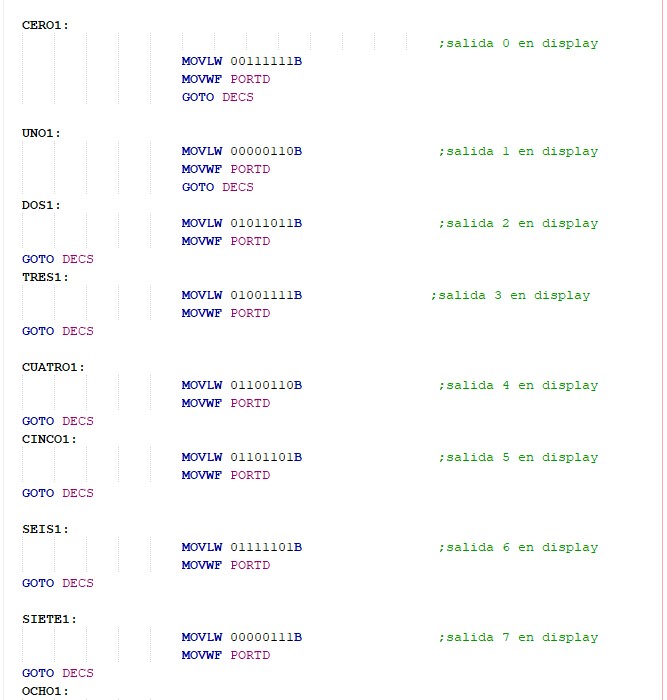 CERO1:
;salida 0 en display
MOVLW 00111111B
MOVWF PORTD
GOTO DECS
UNO1:
MOVLW 00000110B ;salida 1 en display
MOVWF PORTD
GOTO DECS
DOS1:
MOVLW 01011011B ;salida 2 en display
MOVWF PORTD
GOTO DECS
TRES1:
MOVLW 01001111B ;salida 3 en display
MOVWF PORTD
GOTO DECS
CUATRO1:
MOVLW 01100110B ;salida 4 en display
MOVWF PORTD
GOTO DECS
CINCO1:
MOVLW 01101101B ;salida 5 en display
MOVWF PORTD
GOTO DECS
SEIS1:
MOVLW 01111101B ;salida 6 en display
MOVWF PORTD
GOTO DECS
SIETE1:
MOVLW 00000111B ;salida 7 en display
MOVWF PORTD
GOTO DECS
OCHO1: